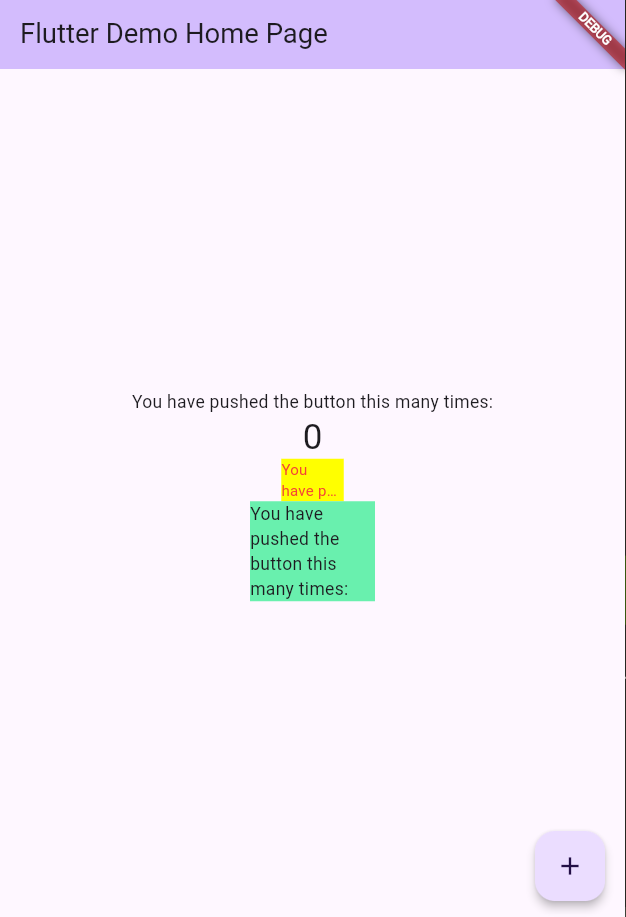 Flutter Demo Home Page
DEBUG
You have pushed the button this many times:
0
You
have p…
You have
pushed the
button this
many times:
+